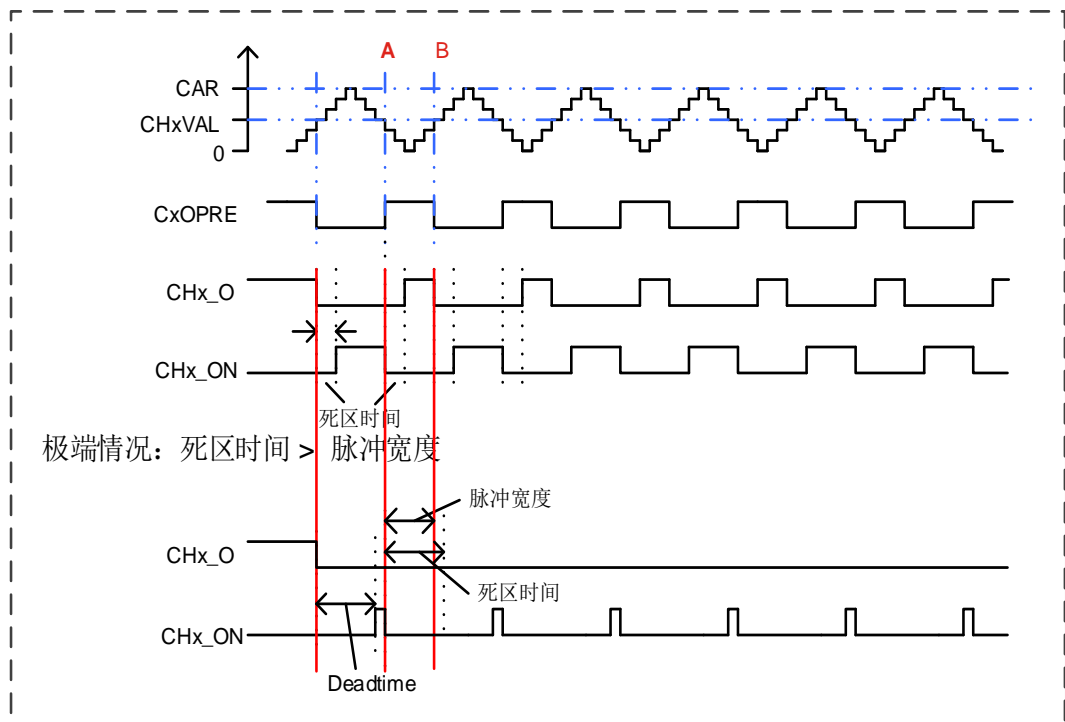 A B
CAR
CHxVAL
0
CxOPRE
CHx_O
CHx_ON
死区时间
极端情况：死区时间 > 脉冲宽度
脉冲宽度
CHx_O
死区时间
CHx_ON
Deadtime